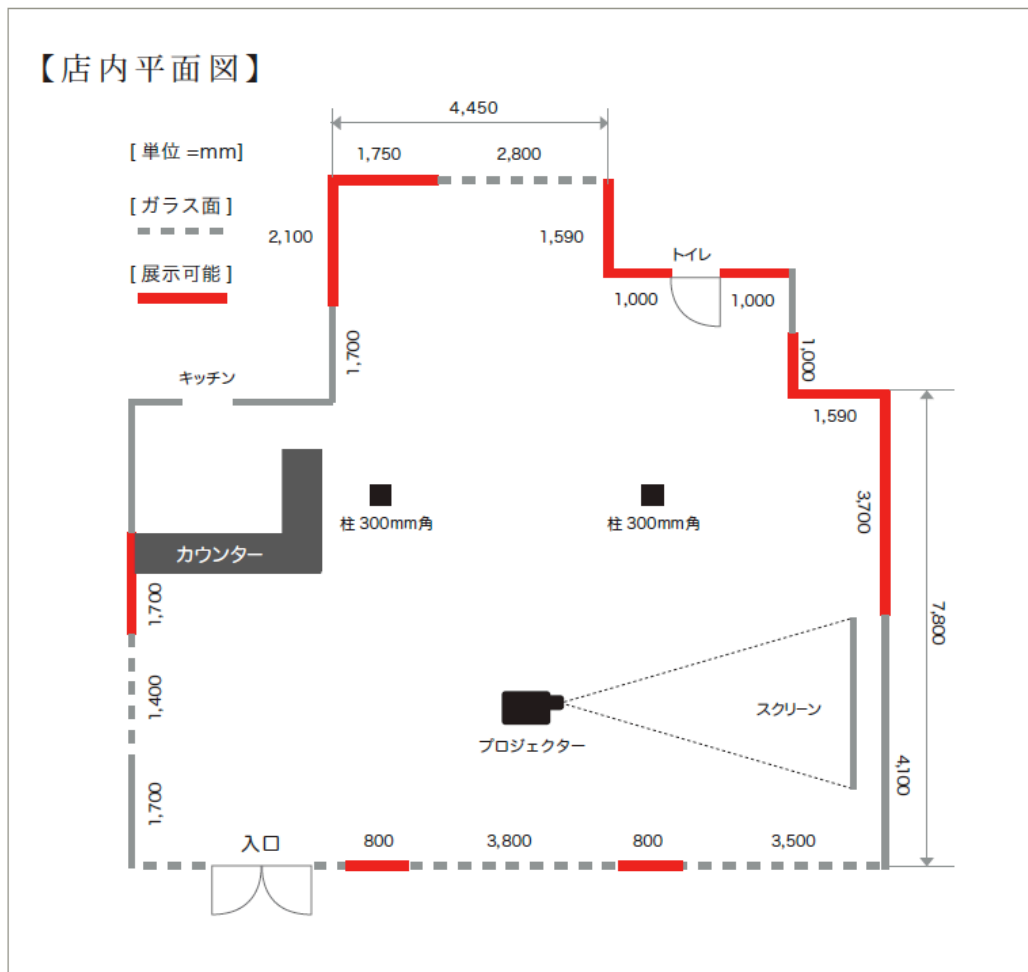 【店内平面図】
4,450
[ 単位 =mm]
1,750
2,800
[ ガラス面 ]
2,100
1,590
トイレ
[ 展示可能 ]
1,000
1,000
1,700
1,000
キッチン
1,590
柱 300mm角
柱 300mm角
3,700
カウンター
1,700
7,800
1,400
スクリーン
プロジェクター
4,100
1,700
入口
800
3,800
800
3,500